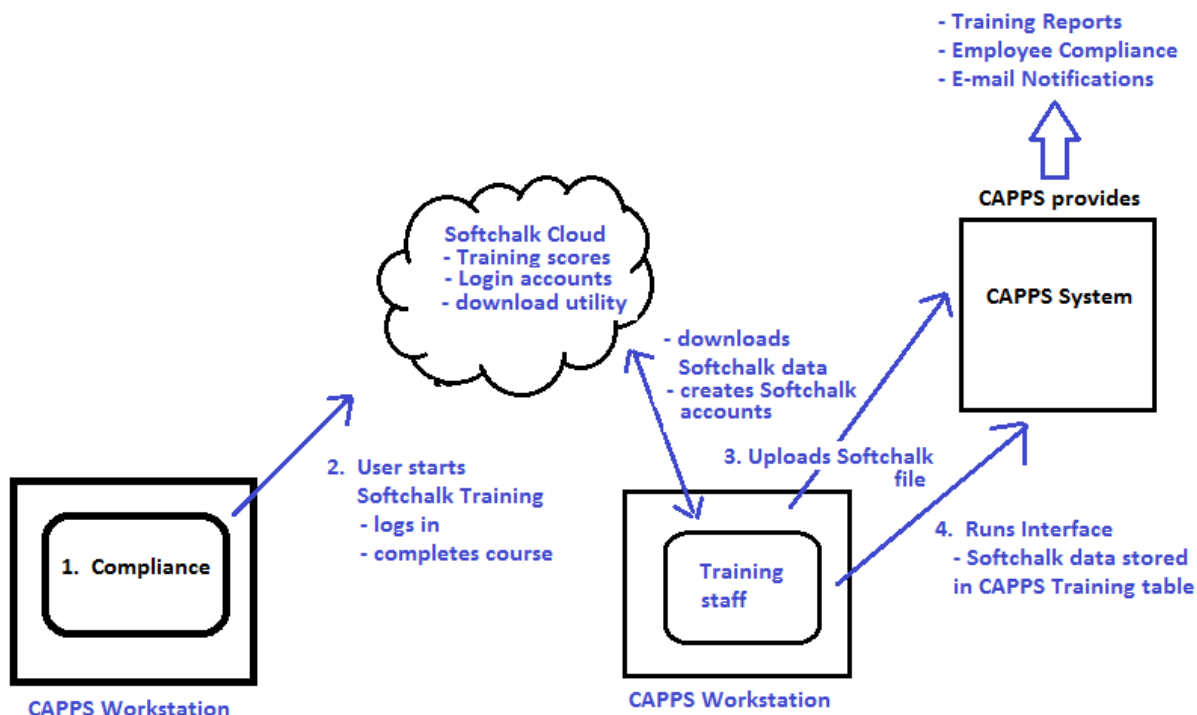 - Training Reports
- Employee Compliance
- E-mail Notifications
CAPPS provides
CAPPS System
Softchalk Cloud
- Training scores
- Login accounts
- download utility
- downloads
Softchalk data
- creates Softchalk
accounts
2. User starts
Softchalk Training
- logs in
- completes course
3. Uploads Softchalk
file
1. Compliance
Training
staff
4. Runs Interface
- Softchalk data stored
in CAPPS Training table
CAPPS Workstation
CAPPS Workstation